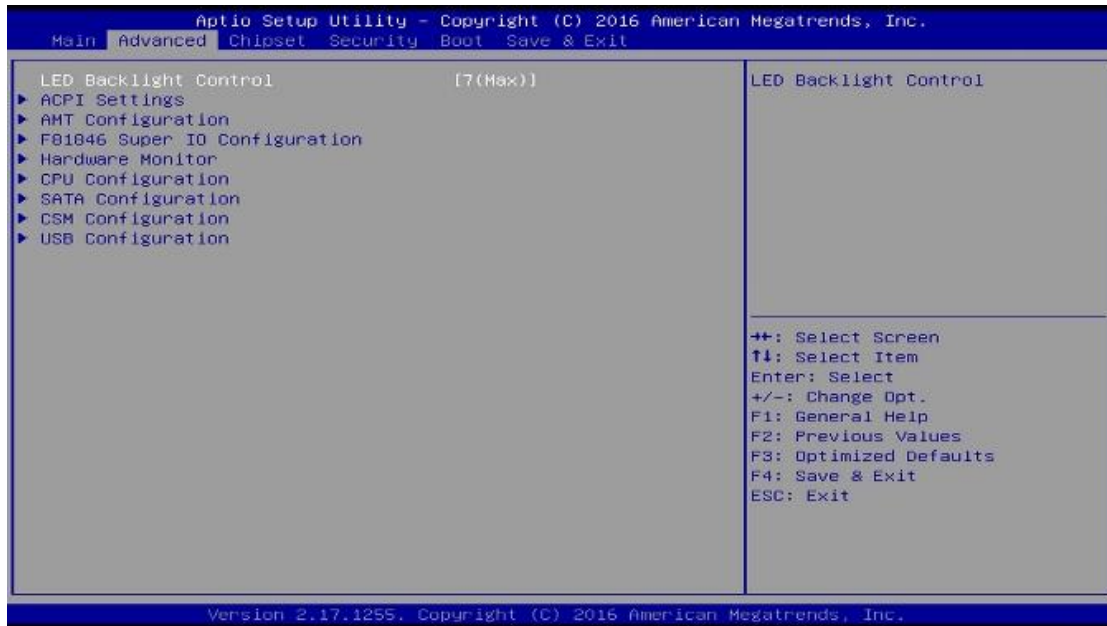 Aptio Setup Utility - Copyright (C) 2016 American Megatrends, Inc.
Main Advanced Chipset Security Boot Save & Exit
LED Backlight Control [7(Max)]
► ACPI Settings
► AMT Configuration
► F81846 Super IO Configuration
► Hardware Monitor
► CPU Configuration
► SATA Configuration
► CSM Configuration
► USB Configuration
LED Backlight Control
→←: Select Screen
↑↓: Select Item
Enter: Select
+/-: Change Opt.
F1: General Help
F2: Previous Values
F3: Optimized Defaults
F4: Save & Exit
ESC: Exit
Version 2.17.1255. Copyright (C) 2016 American Megatrends, Inc.